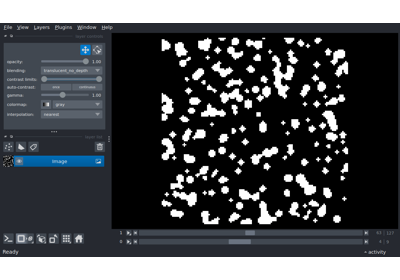 File View Layers Plugins Window Help
opacity: 1.00
blending: translucent_no_depth
contrast limits:
auto-contrast: once continuous
gamma: 1.00
colormap: gray
interpolation: nearest
Image
1
0
Ready
activity